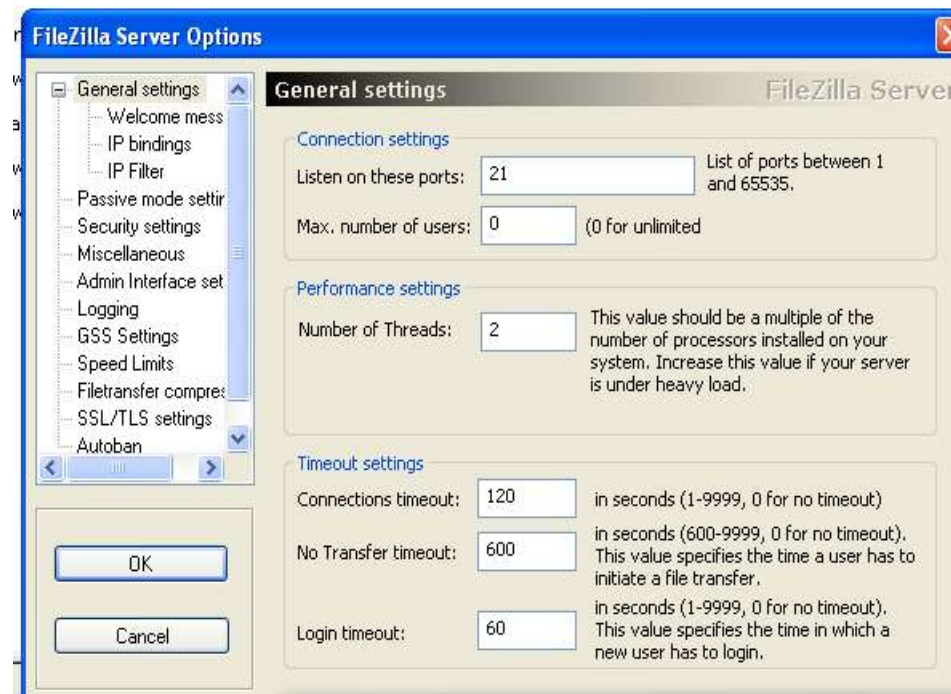 FileZilla Server Options
General settings
Welcome mess
IP bindings
IP Filter
Passive mode settin
Security settings
Miscellaneous
Admin Interface set
Logging
GSS Settings
Speed Limits
Filetransfer compres
SSL/TLS settings
Autoban
OK
Cancel
General settings
FileZilla Server
Connection settings
Listen on these ports: 21 List of ports between 1
and 65535.
Max. number of users: 0 (0 for unlimited
Performance settings
Number of Threads: 2 This value should be a multiple of the
number of processors installed on your
system. Increase this value if your server
is under heavy load.
Timeout settings
Connections timeout: 120 in seconds (1-9999, 0 for no timeout)
No Transfer timeout: 600 in seconds (600-9999, 0 for no timeout).
This value specifies the time a user has to
initiate a file transfer.
Login timeout: 60 in seconds (1-9999, 0 for no timeout).
This value specifies the time in which a
new user has to login.